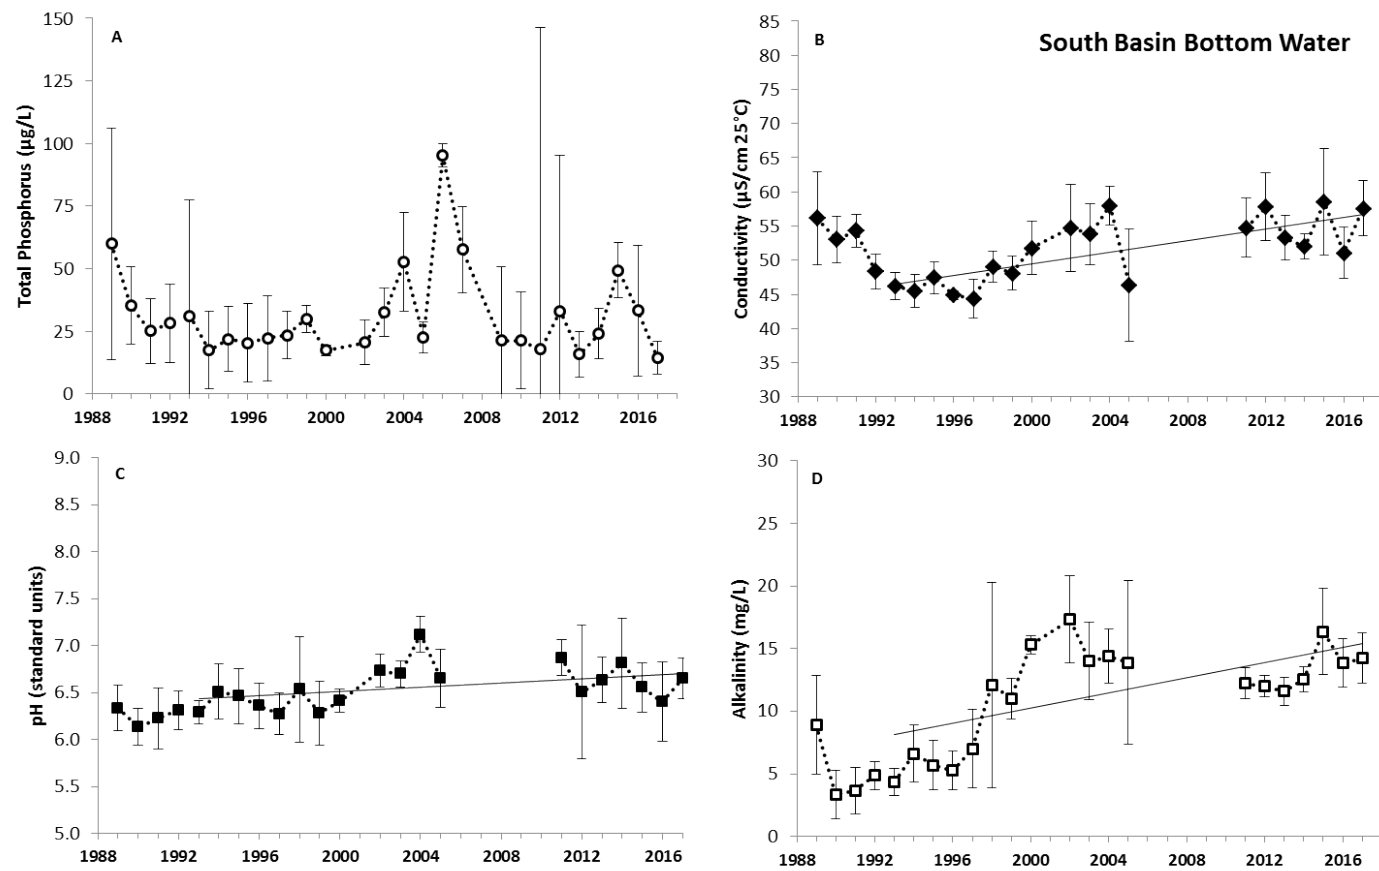 A
Total Phosphorus (µg/L)
150
125
100
75
50
25
0
1988 1992 1996 2000 2004 2008 2012 2016
South Basin Bottom Water
B
Conductivity (µS/cm 25˚C)
85
80
75
70
65
60
55
50
45
40
35
30
1988 1992 1996 2000 2004 2008 2012 2016
C
pH (standard units)
9.0
8.5
8.0
7.5
7.0
6.5
6.0
5.5
5.0
1988 1992 1996 2000 2004 2008 2012 2016
D
Alkalinity (mg/L)
30
25
20
15
10
5
0
1988 1992 1996 2000 2004 2008 2012 2016